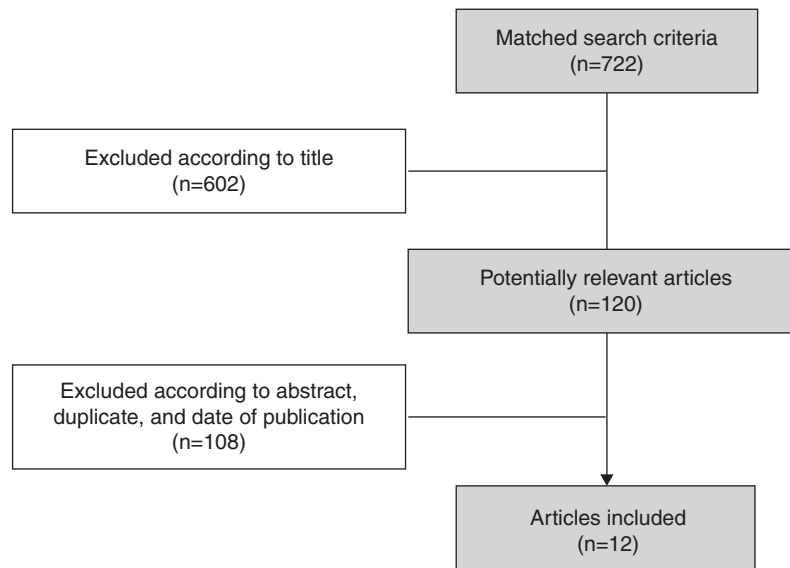 Matched search criteria
(n=722)
Excluded according to title
(n=602)
Potentially relevant articles
(n=120)
Excluded according to abstract,
duplicate, and date of publication
(n=108)
Articles included
(n=12)